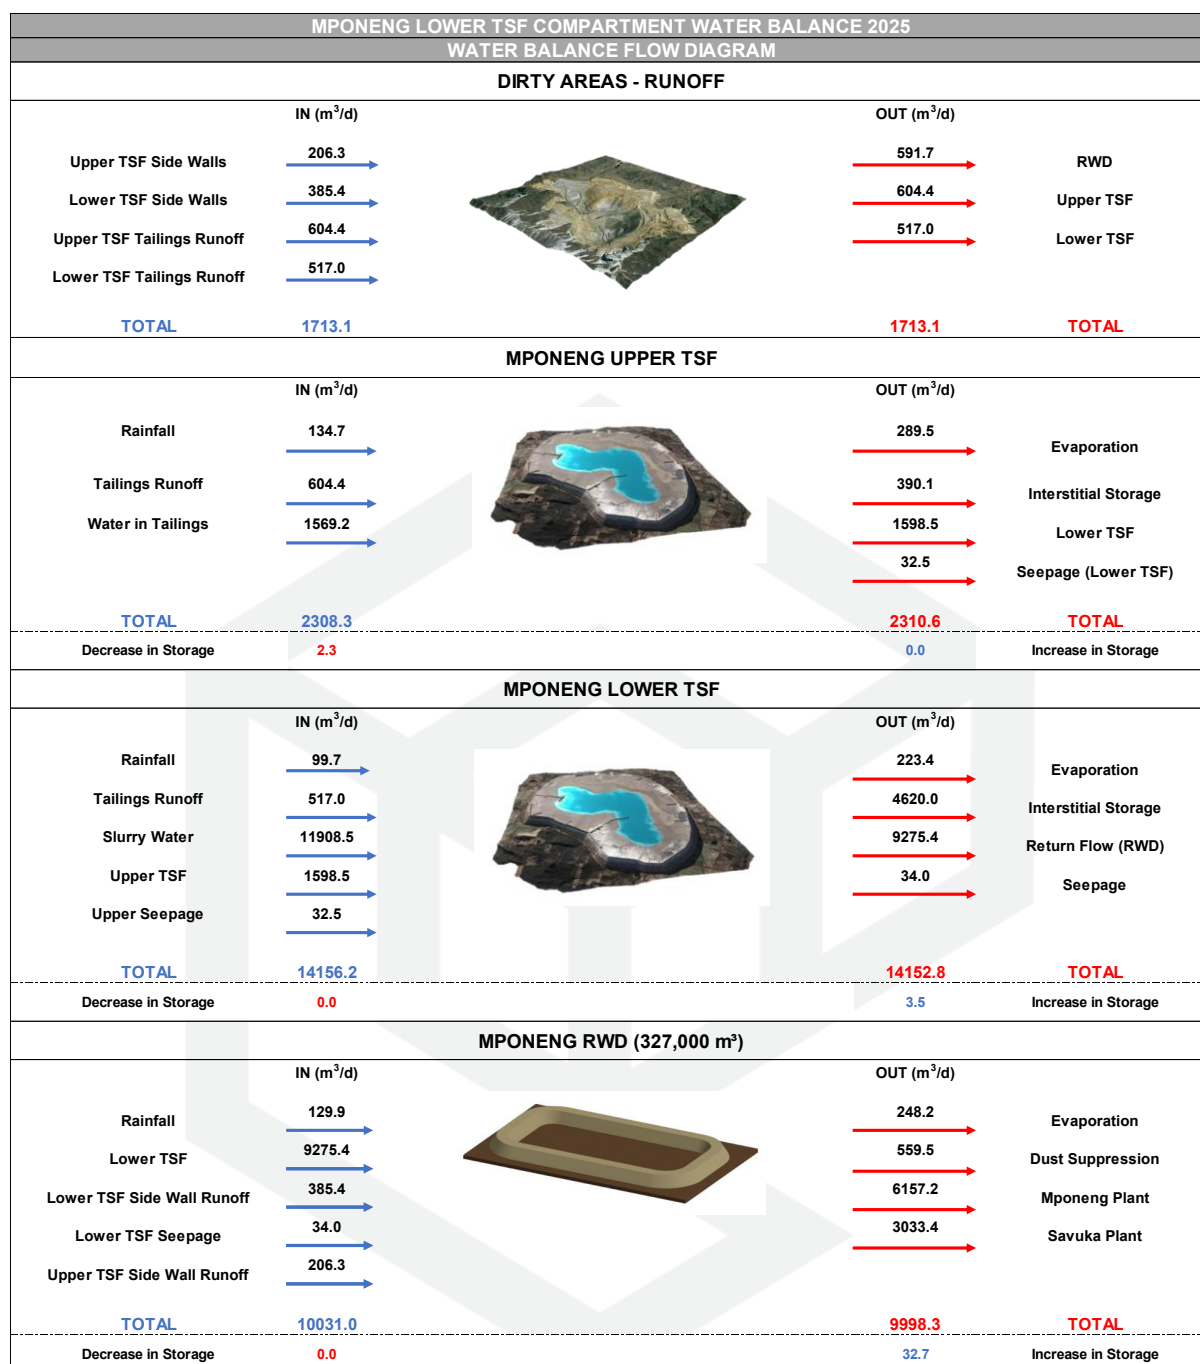 MPONENG LOWER TSF COMPARTMENT WATER BALANCE 2025
WATER BALANCE FLOW DIAGRAM
DIRTY AREAS - RUNOFF
IN (m³/d) OUT (m³/d)
Upper TSF Side Walls 206.3 591.7 RWD
Lower TSF Side Walls 385.4 604.4 Upper TSF
Upper TSF Tailings Runoff 604.4 517.0 Lower TSF
Lower TSF Tailings Runoff 517.0
TOTAL 1713.1 1713.1 TOTAL
MPONENG UPPER TSF
IN (m³/d) OUT (m³/d)
Rainfall 134.7 289.5 Evaporation
Tailings Runoff 604.4 390.1 Interstitial Storage
Water in Tailings 1569.2 1598.5 Lower TSF
32.5 Seepage (Lower TSF)
TOTAL 2308.3 2310.6 TOTAL
Decrease in Storage 2.3 0.0 Increase in Storage
MPONENG LOWER TSF
IN (m³/d) OUT (m³/d)
Rainfall 99.7 223.4 Evaporation
Tailings Runoff 517.0 4620.0 Interstitial Storage
Slurry Water 11908.5 9275.4 Return Flow (RWD)
Upper TSF 1598.5 34.0 Seepage
Upper Seepage 32.5
TOTAL 14156.2 14152.8 TOTAL
Decrease in Storage 0.0 3.5 Increase in Storage
MPONENG RWD (327,000 m³)
IN (m³/d) OUT (m³/d)
Rainfall 129.9 248.2 Evaporation
Lower TSF 9275.4 559.5 Dust Suppression
Lower TSF Side Wall Runoff 385.4 6157.2 Mponeng Plant
Lower TSF Seepage 34.0 3033.4 Savuka Plant
Upper TSF Side Wall Runoff 206.3
TOTAL 10031.0 9998.3 TOTAL
Decrease in Storage 0.0 32.7 Increase in Storage